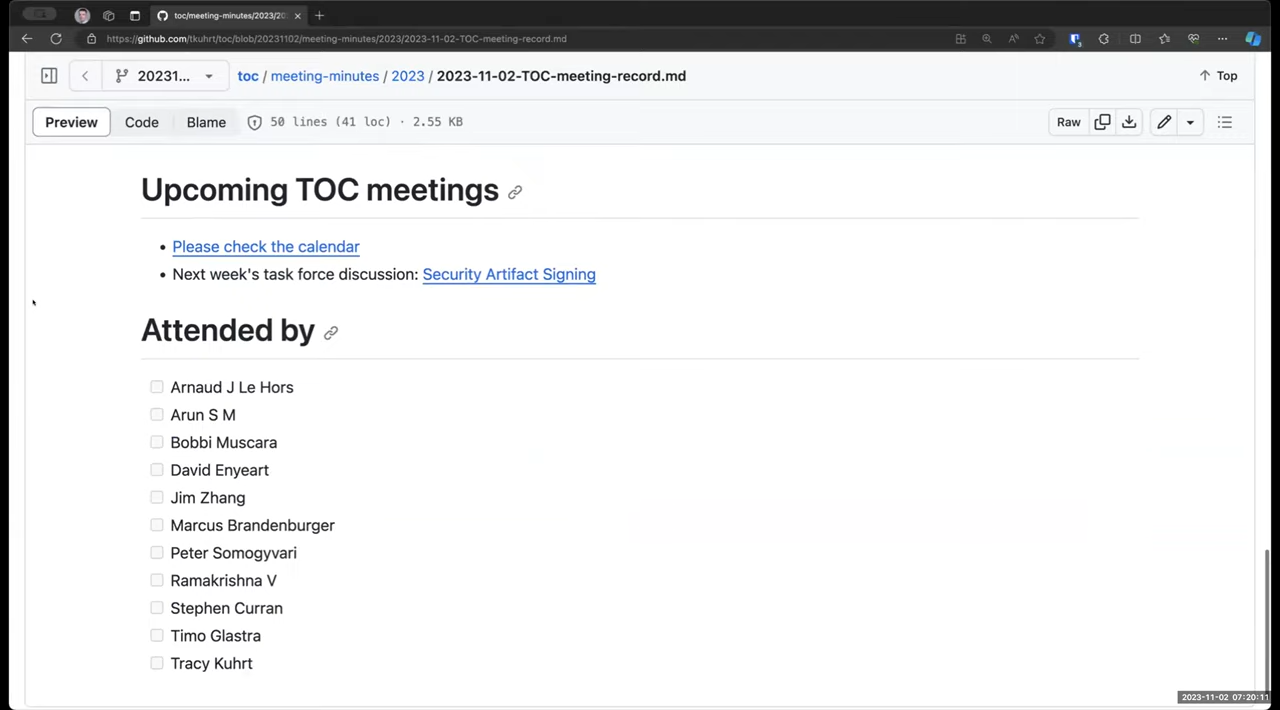 toc/meeting-minutes/2023/20
https://github.com/tkuhrt/toc/blob/20231102/meeting-minutes/2023/2023-11-02-TOC-meeting-record.md
20231... toc / meeting-minutes / 2023 / 2023-11-02-TOC-meeting-record.md Top
Preview Code Blame 50 lines (41 loc) · 2.55 KB Raw
Upcoming TOC meetings
• Please check the calendar
• Next week's task force discussion: Security Artifact Signing
Attended by
Arnaud J Le Hors
Arun S M
Bobbi Muscara
David Enyeart
Jim Zhang
Marcus Brandenburger
Peter Somogyvari
Ramakrishna V
Stephen Curran
Timo Glastra
Tracy Kuhrt
2023-11-02 07:20:11